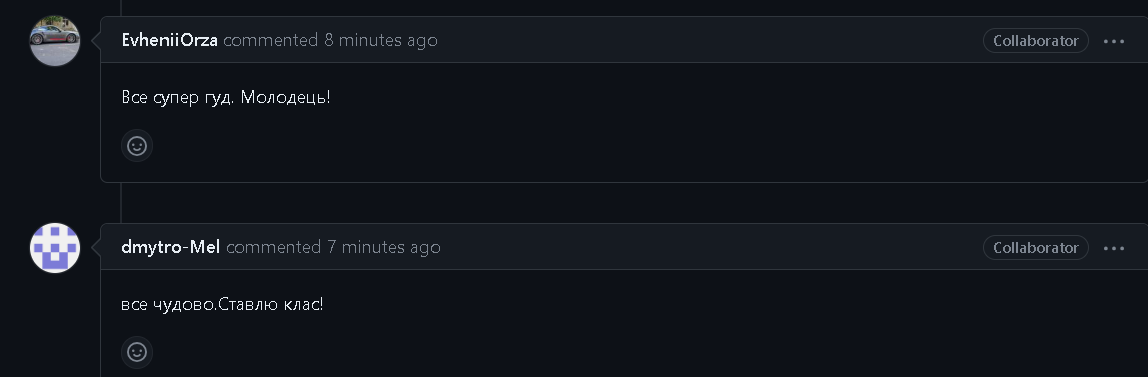 EvheniiOrza commented 8 minutes ago Collaborator
Все супер гуд. Молодець!
dmytro-Mel commented 7 minutes ago Collaborator
все чудово.Ставлю клас!